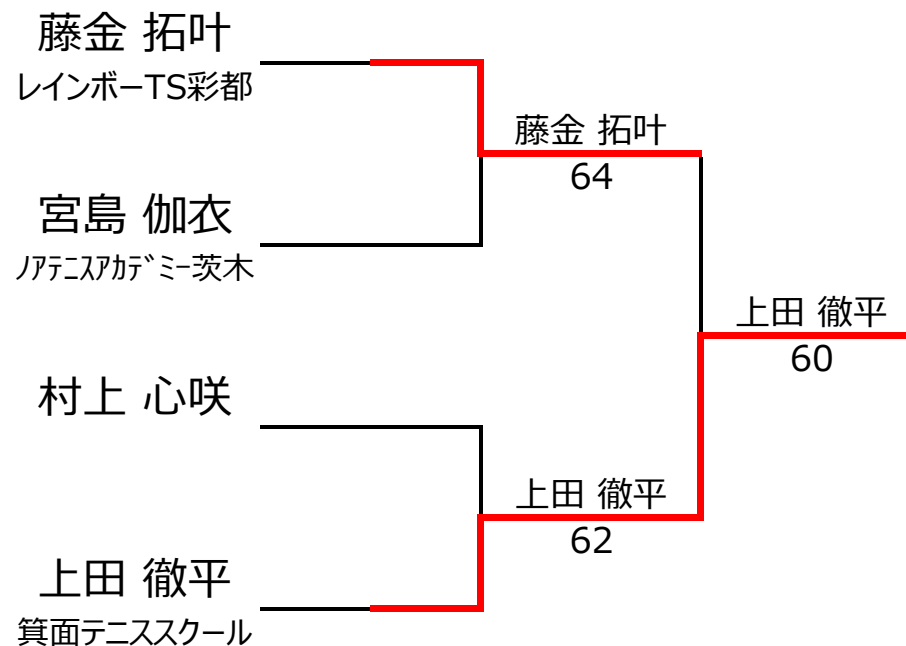 藤金 拓叶
レインボーTS彩都
藤金 拓叶
64
宮島 伽衣
ﾉｱﾃﾆｽｱｶﾃﾞﾐｰ茨木
上田 徹平
60
村上 心咲
上田 徹平
62
上田 徹平
箕面テニススクール